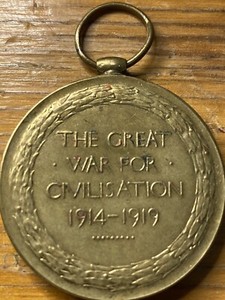 THE GREAT
· WAR FOR ·
CIVILISATION
1914-1919